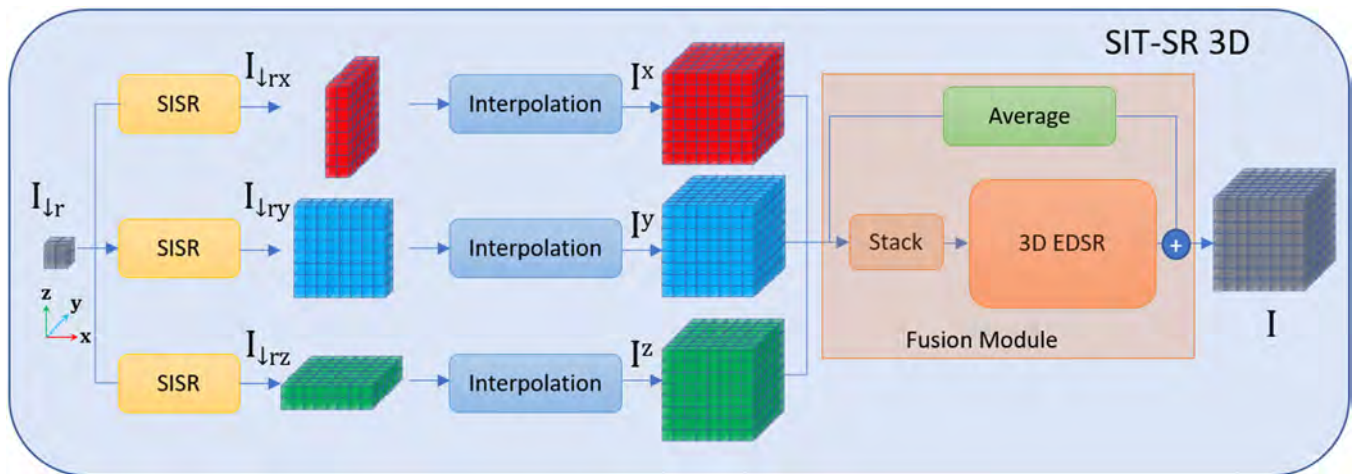 SIT-SR 3D
I↓rx
SISR
Interpolation
Iˣ
Average
I↓r
I↓ry
SISR
Interpolation
Iʸ
Stack
3D EDSR
+
I
z
y
x
I↓rz
SISR
Interpolation
Iᶻ
Fusion Module